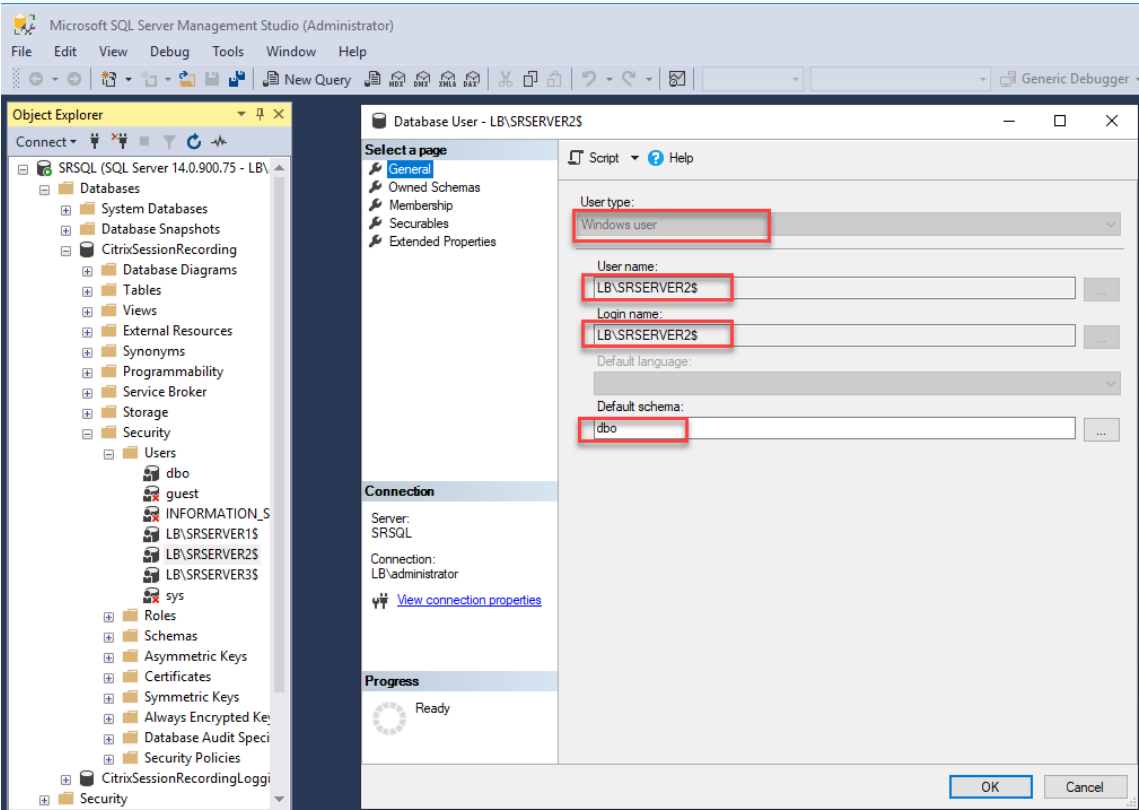 Microsoft SQL Server Management Studio (Administrator)
File Edit View Debug Tools Window Help
New Query MDX DMX XMLA DAX Generic Debugger
Object Explorer
Connect
SRSQL (SQL Server 14.0.900.75 - LB\
Databases
System Databases
Database Snapshots
CitrixSessionRecording
Database Diagrams
Tables
Views
External Resources
Synonyms
Programmability
Service Broker
Storage
Security
Users
dbo
guest
INFORMATION_S
LB\SRSERVER1$
LB\SRSERVER2$
LB\SRSERVER3$
sys
Roles
Schemas
Asymmetric Keys
Certificates
Symmetric Keys
Always Encrypted Key
Database Audit Speci
Security Policies
CitrixSessionRecordingLoggi
Security
Database User - LB\SRSERVER2$
Select a page
General
Owned Schemas
Membership
Securables
Extended Properties
Connection
Server:
SRSQL
Connection:
LB\administrator
View connection properties
Progress
Ready
Script Help
User type:
Windows user
User name:
LB\SRSERVER2$
...
Login name:
LB\SRSERVER2$
...
Default language:
Default schema:
dbo
...
OK Cancel